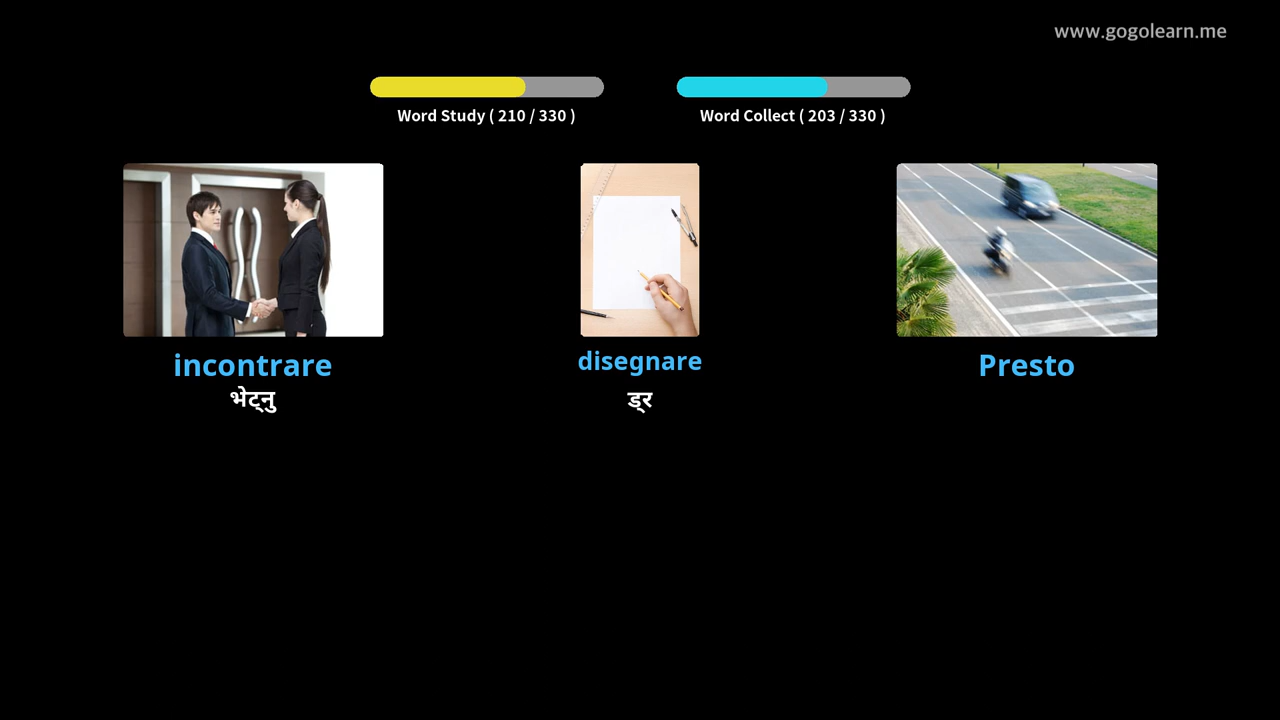 www.gogolearn.me
Word Study ( 210 / 330 )
Word Collect ( 203 / 330 )
incontrare
disegnare
Presto
भेट्नु
ड्र